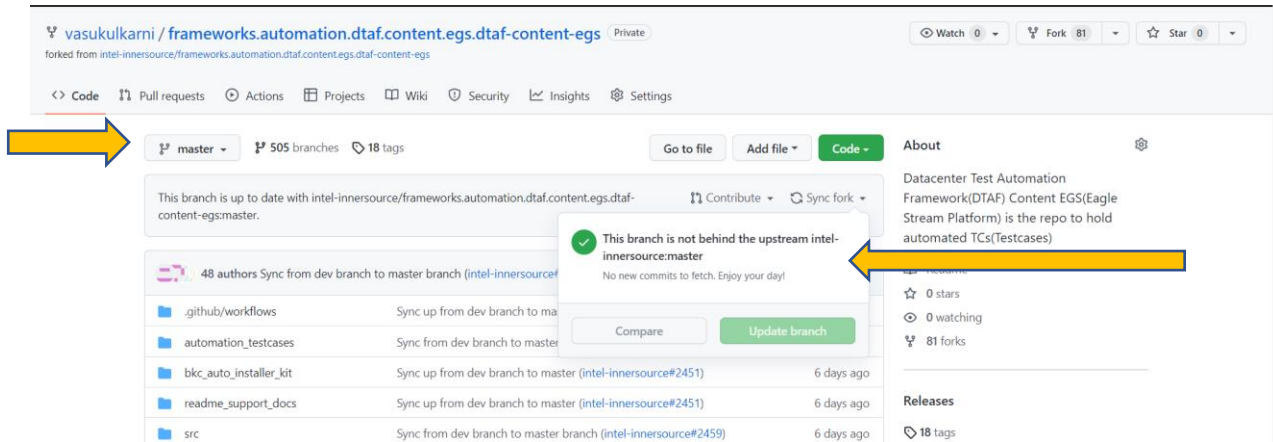 vasukulkarni / frameworks.automation.dtaf.content.egs.dtaf-content-egs Private
Watch 0 Fork 81 Star 0
forked from intel-innersource/frameworks.automation.dtaf.content.egs.dtaf-content-egs
<> Code Pull requests Actions Projects Wiki Security Insights Settings
master 505 branches 18 tags Go to file Add file Code
This branch is up to date with intel-innersource/frameworks.automation.dtaf.content.egs.dtaf-
content-egs:master.
Contribute Sync fork
This branch is not behind the upstream intel-
innersource:master
No new commits to fetch. Enjoy your day!
Compare Update branch
48 authors Sync from dev branch to master branch (intel-innersource#
.github/workflows Sync up from dev branch to ma
automation_testcases Sync from dev branch to master
bkc_auto_installer_kit Sync up from dev branch to master (intel-innersource#2451) 6 days ago
readme_support_docs Sync up from dev branch to master (intel-innersource#2451) 6 days ago
src Sync from dev branch to master branch (intel-innersource#2459) 6 days ago
About
Datacenter Test Automation
Framework(DTAF) Content EGS(Eagle
Stream Platform) is the repo to hold
automated TCs(Testcases)
Readme
0 stars
0 watching
81 forks
Releases
18 tags